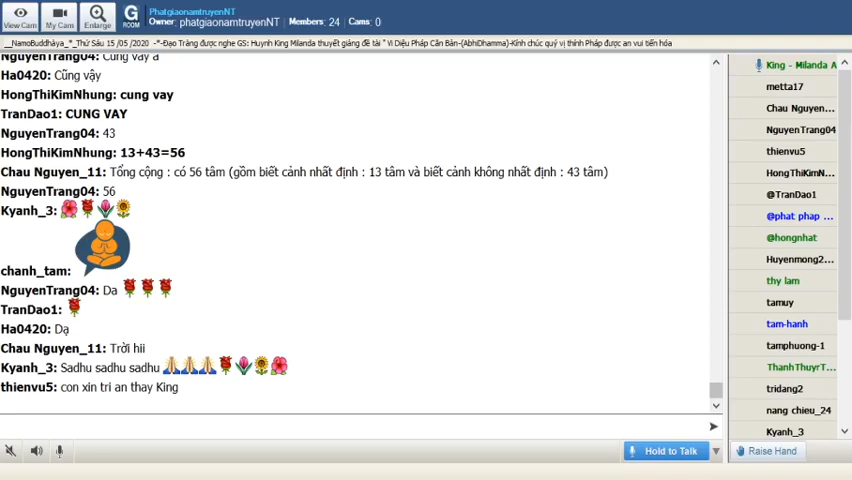 PhatgiaonamtruyenNT
Owner: phatgiaonamtruyenNT Members: 24 Cams: 0
View Cam
My Cam
Enlarge
G
ROOM
__NamoBuddhàya_*_Thứ Sáu 15 /05 /2020 -*-Đạo Tràng được nghe GS: Huynh King Milanda thuyết giảng đề tài " Vi Diệu Pháp Căn Bản-(AbhiDhamma)-Kính chúc quý vị thính Pháp được an vui tiến hóa
NguyenTrang04: Cung vay a
Ha0420: Cũng vậy
HongThiKimNhung: cung vay
TranDao1: CUNG VAY
NguyenTrang04: 43
HongThiKimNhung: 13+43=56
Chau Nguyen_11: Tổng cộng : có 56 tâm (gồm biết cảnh nhất định : 13 tâm và biết cảnh không nhất định : 43 tâm)
NguyenTrang04: 56
Kyanh_3:
chanh_tam:
NguyenTrang04: Da
TranDao1:
Ha0420: Dạ
Chau Nguyen_11: Trời hii
Kyanh_3: Sadhu sadhu sadhu
thienvu5: con xin tri an thay King
Hold to Talk
King - Milanda A
metta17
Chau Nguyen...
NguyenTrang04
thienvu5
HongThiKimN...
@TranDao1
@phat phap ...
@hongnhat
Huyenmong2...
thy lam
tamuy
tam-hanh
tamphuong-1
ThanhThuyrT...
tridang2
nang chieu_24
Kyanh_3
Raise Hand